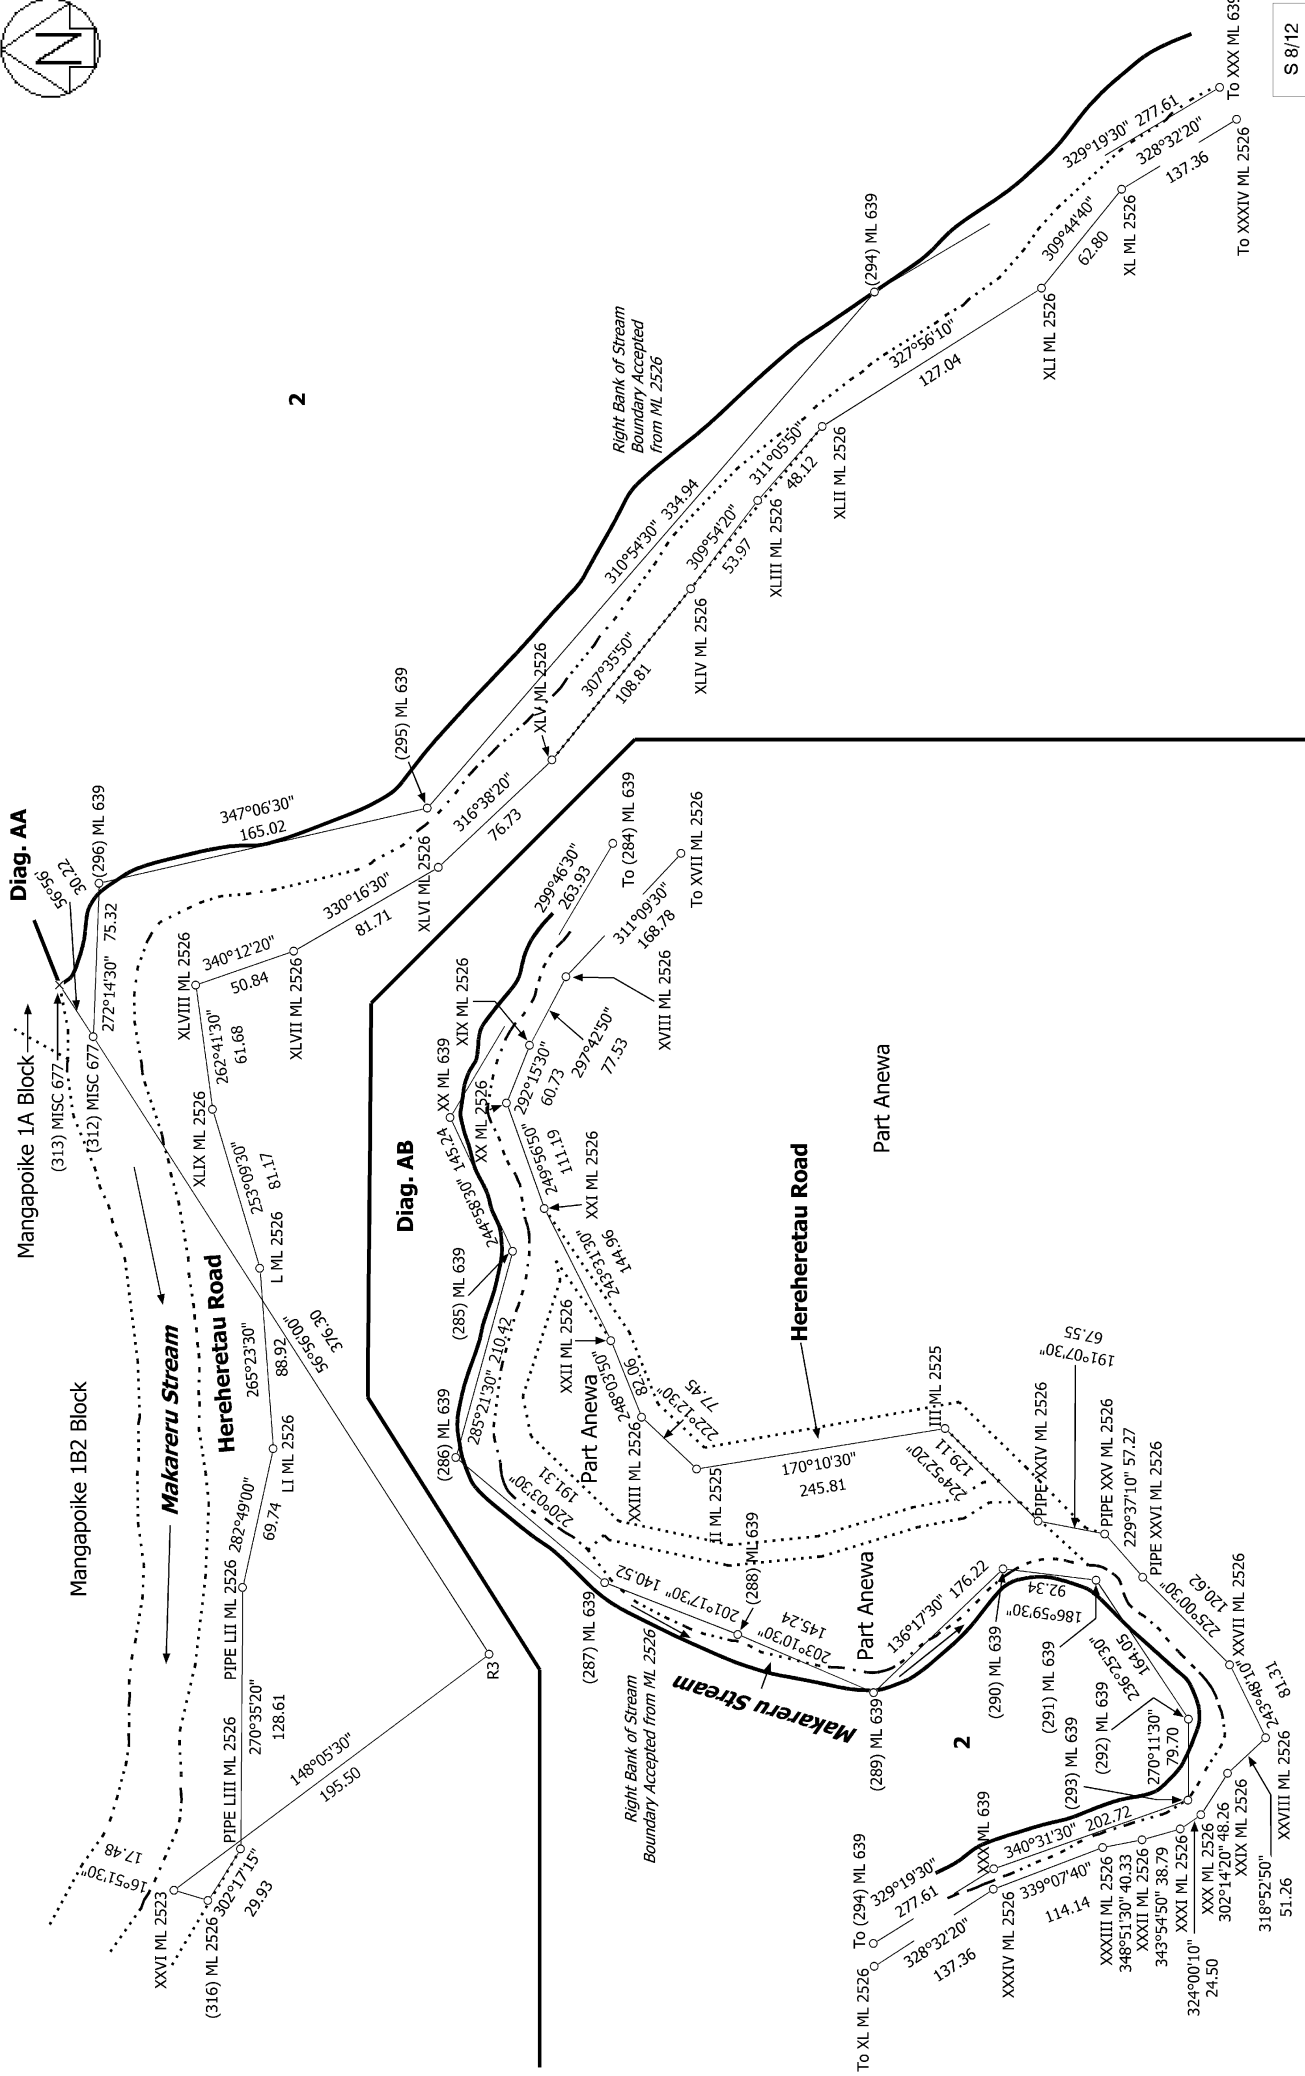 N
Mangapoike 1A Block
Diag. AA
56°56'
30.22
(313) MISC 677
(312) MISC 677
272°14'30" 75.32
(296) ML 639
347°06'30"
165.02
(295) ML 639
310°54'30" 334.94
(294) ML 639
Right Bank of Stream
Boundary Accepted
from ML 2526
2
329°19'30" 277.61
To XXX ML 639
328°32'20"
137.36
To XXXIV ML 2526
XL ML 2526
309°44'40"
62.80
XLI ML 2526
327°56'10"
127.04
XLII ML 2526
311°05'50"
48.12
XLIII ML 2526
309°54'20"
53.97
XLIV ML 2526
307°35'50"
108.81
XLV ML 2526
316°38'20"
76.73
XLVI ML 2526
330°16'30"
81.71
XLVII ML 2526
340°12'20"
50.84
XLVIII ML 2526
262°41'30"
61.68
XLIX ML 2526
253°09'30"
81.17
L ML 2526
265°23'30"
88.92
LI ML 2526
282°49'00"
69.74
PIPE LII ML 2526
270°35'20"
128.61
PIPE LIII ML 2526
302°17'15"
29.93
(316) ML 2526
16°51'30"
17.48
XXVI ML 2523
148°05'30"
195.50
R3
56°56'00"
376.30
Mangapoike 1B2 Block
Makareru Stream
Hereheretau Road
S 8/12
Diag. AB
299°46'30"
263.93
To (284) ML 639
311°09'30"
168.78
To XVII ML 2526
XVIII ML 2526
297°42'50"
77.53
XIX ML 2526
292°15'30"
60.73
XX ML 2526
XX ML 639
249°56'50"
111.19
XXI ML 2526
244°58'30" 145.24
(285) ML 639
285°21'30" 210.42
(286) ML 639
243°31'30"
144.96
XXII ML 2526
248°03'50"
82.06
XXIII ML 2526
222°12'30"
77.45
II ML 2525
170°10'30"
245.81
III ML 2525
Hereheretau Road
Part Anewa
Part Anewa
Part Anewa
220°03'30"
191.31
(287) ML 639
201°17'30" 140.52
(288) ML 639
203°10'30"
145.24
(289) ML 639
Right Bank of Stream
Boundary Accepted from ML 2526
Makareru Stream
136°17'30" 176.22
(290) ML 639
186°59'30"
92.34
(291) ML 639
236°25'30"
164.05
(292) ML 639
270°11'30"
79.70
(293) ML 639
340°31'30" 202.72
XXX ML 639
2
224°52'20"
129.11
PIPE XXIV ML 2526
191°07'30"
67.55
PIPE XXV ML 2526
229°37'10" 57.27
PIPE XXVI ML 2526
225°00'30"
120.62
XXVII ML 2526
243°48'10"
81.31
XXVIII ML 2526
318°52'50"
51.26
XXIX ML 2526
302°14'20" 48.26
XXX ML 2526
324°00'10"
24.50
XXXI ML 2526
343°54'50" 38.79
XXXII ML 2526
348°51'30" 40.33
XXXIII ML 2526
339°07'40"
114.14
XXXIV ML 2526
329°19'30"
277.61
To (294) ML 639
328°32'20"
137.36
To XL ML 2526